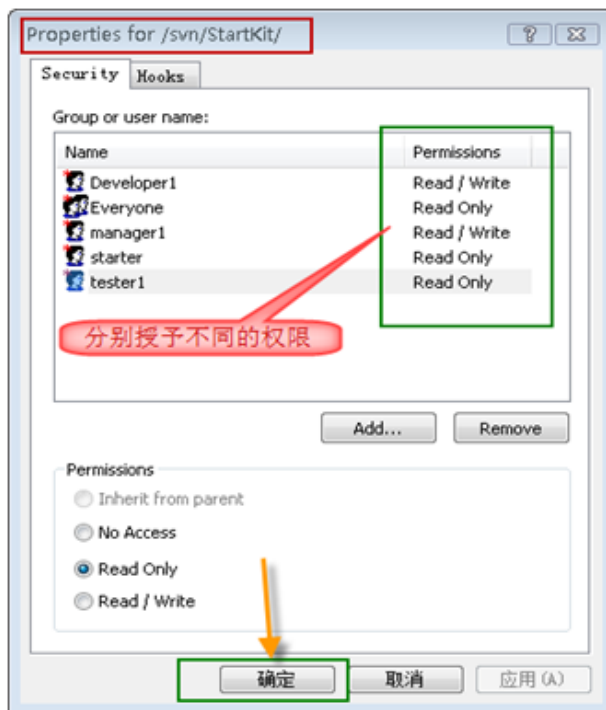 Properties for /svn/StartKit/
Security Hooks
Group or user name:
Name Permissions
Developer1 Read / Write
Everyone Read Only
manager1 Read / Write
starter Read Only
tester1 Read Only
分别授予不同的权限
Add... Remove
Permissions
Inherit from parent
No Access
Read Only
Read / Write
确定 取消 应用(A)